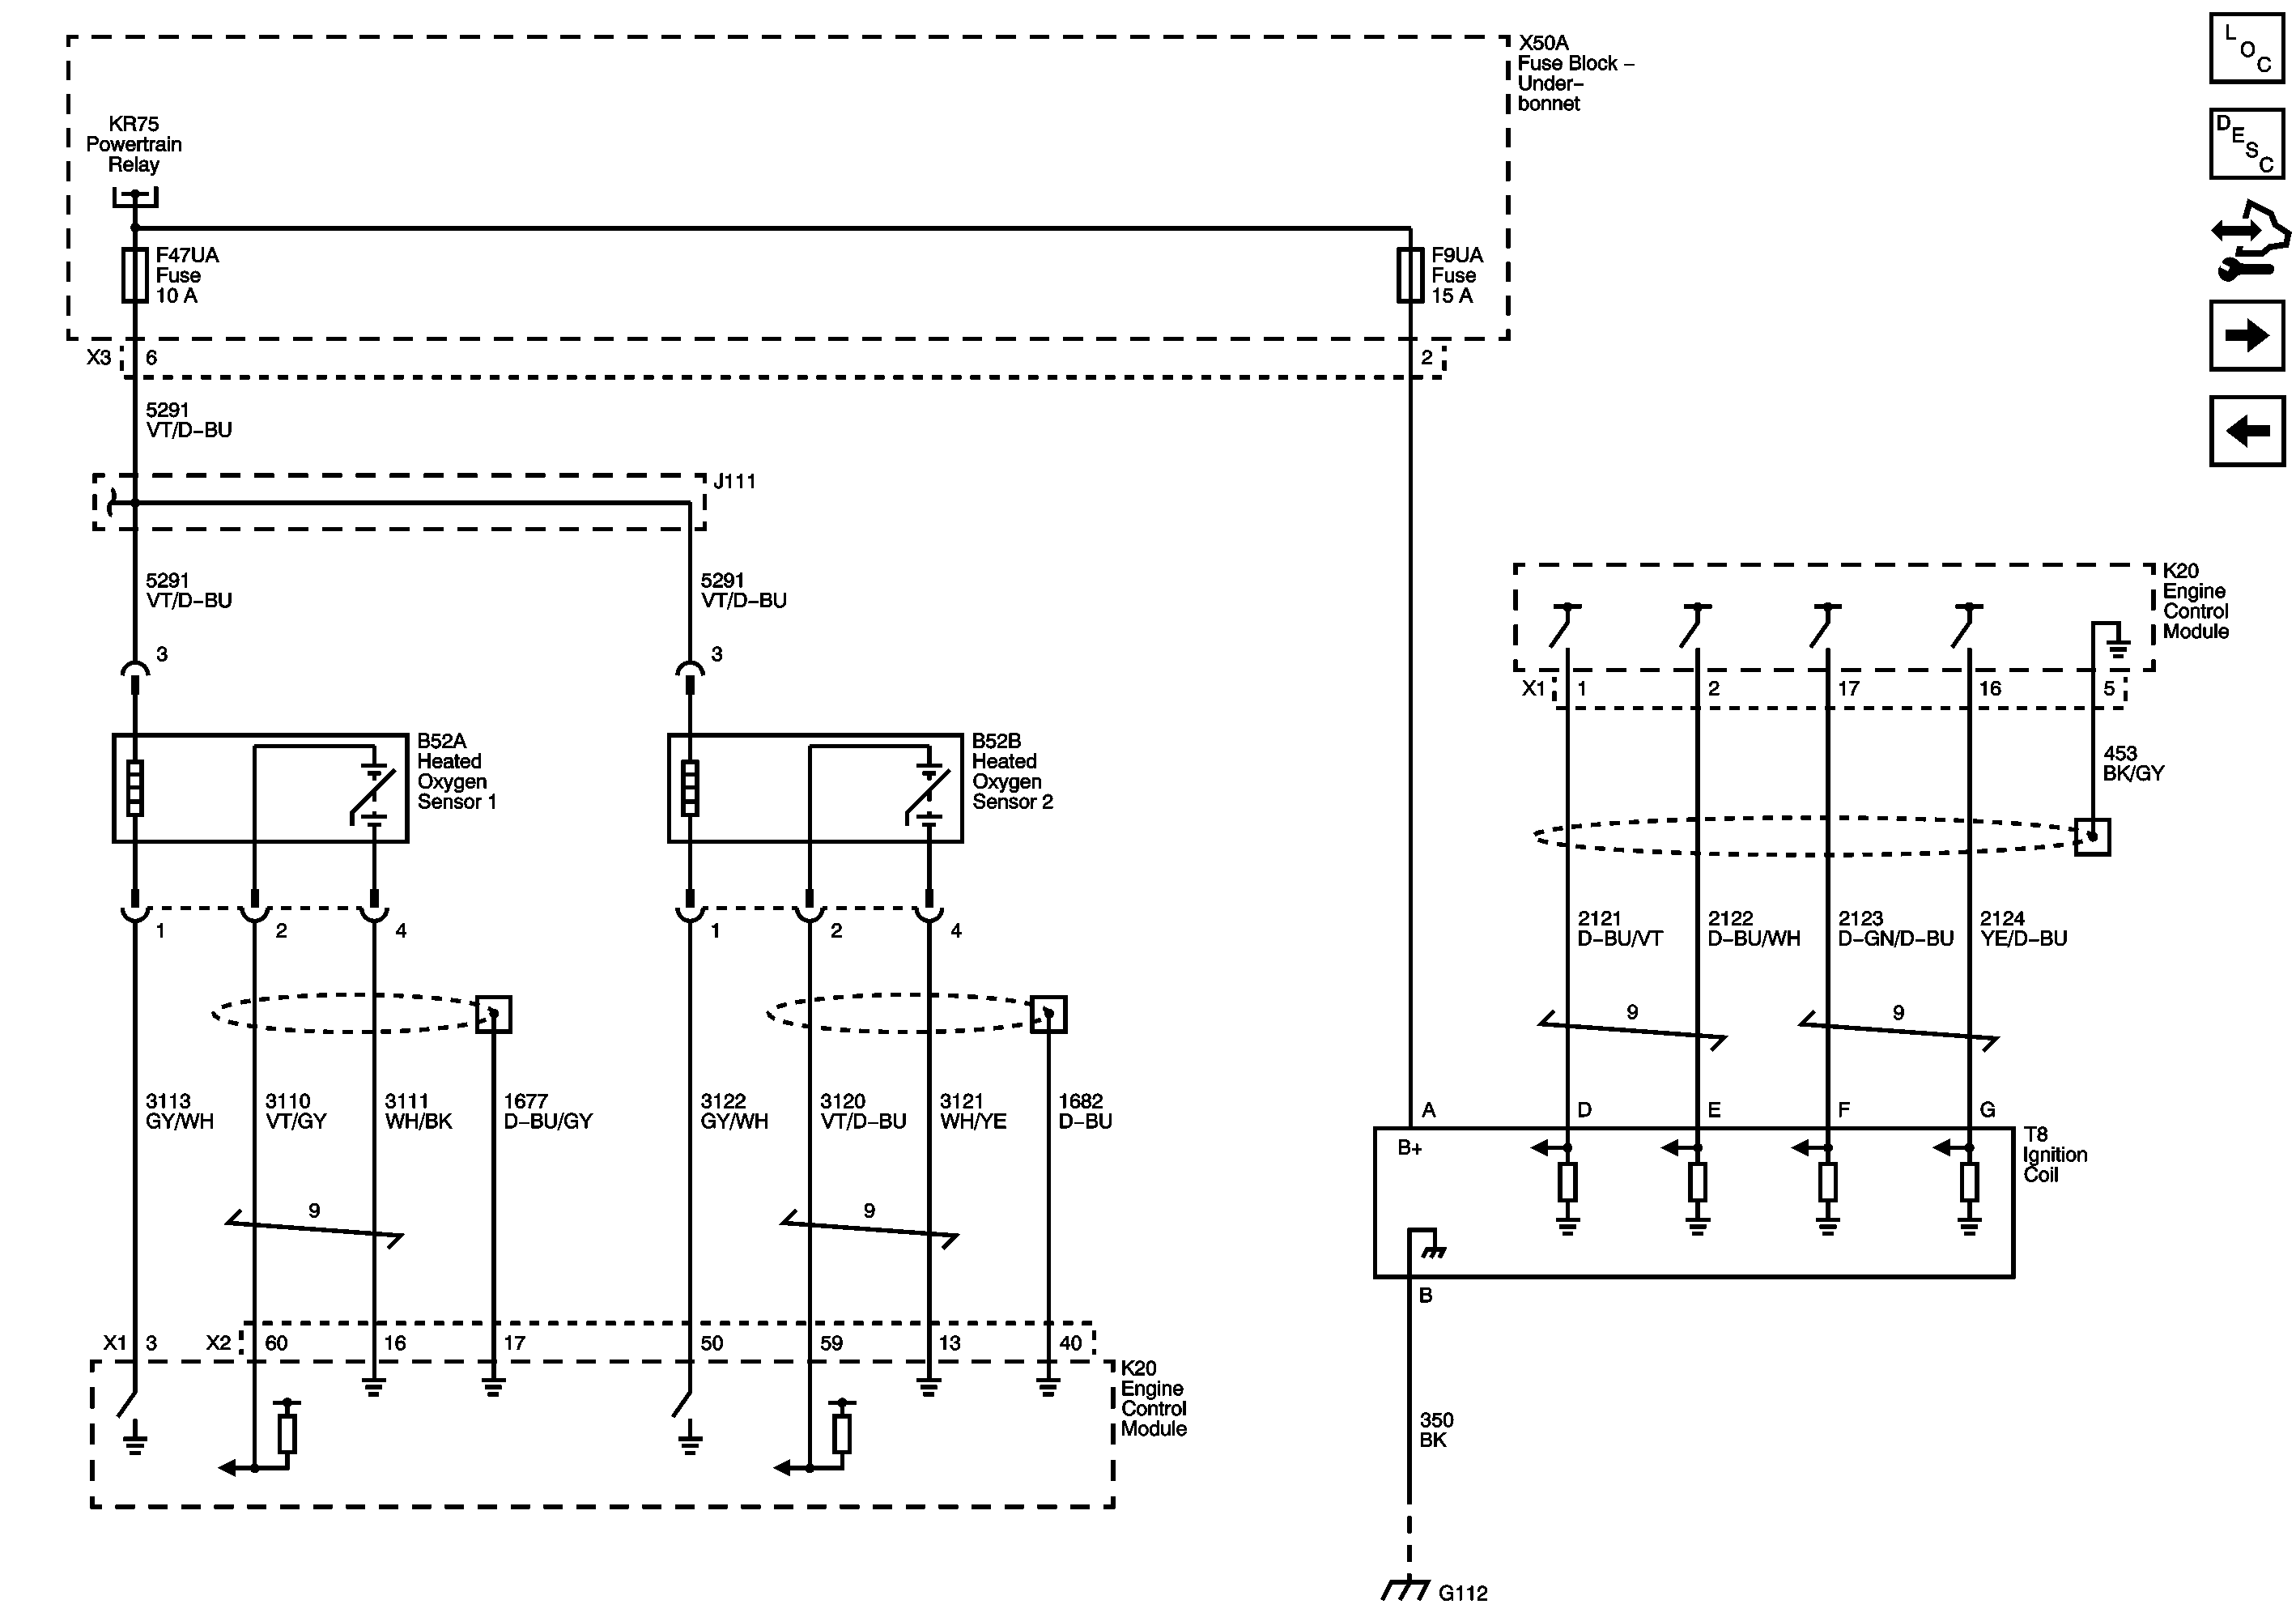 X50A
Fuse Block –
Under–
bonnet
L
O
C
D
E
S
C
KR75
Powertrain
Relay
F47UA
Fuse
10 A
F9UA
Fuse
15 A
X3 6
2
5291
VT/D–BU
J111
5291
VT/D–BU
5291
VT/D–BU
3
3
K20
Engine
Control
Module
X1 1 2 17 16 5
B52A
Heated
Oxygen
Sensor 1
B52B
Heated
Oxygen
Sensor 2
453
BK/GY
1 2 4
1 2 4
2121
D–BU/VT
2122
D–BU/WH
2123
D–GN/D–BU
2124
YE/D–BU
9
9
3113
GY/WH
3110
VT/GY
3111
WH/BK
1677
D–BU/GY
3122
GY/WH
3120
VT/D–BU
3121
WH/YE
1682
D–BU
A D E F G
B+
T8
Ignition
Coil
9
9
B
X1 3 X2 60 16 17 50 59 13 40
K20
Engine
Control
Module
350
BK
G112